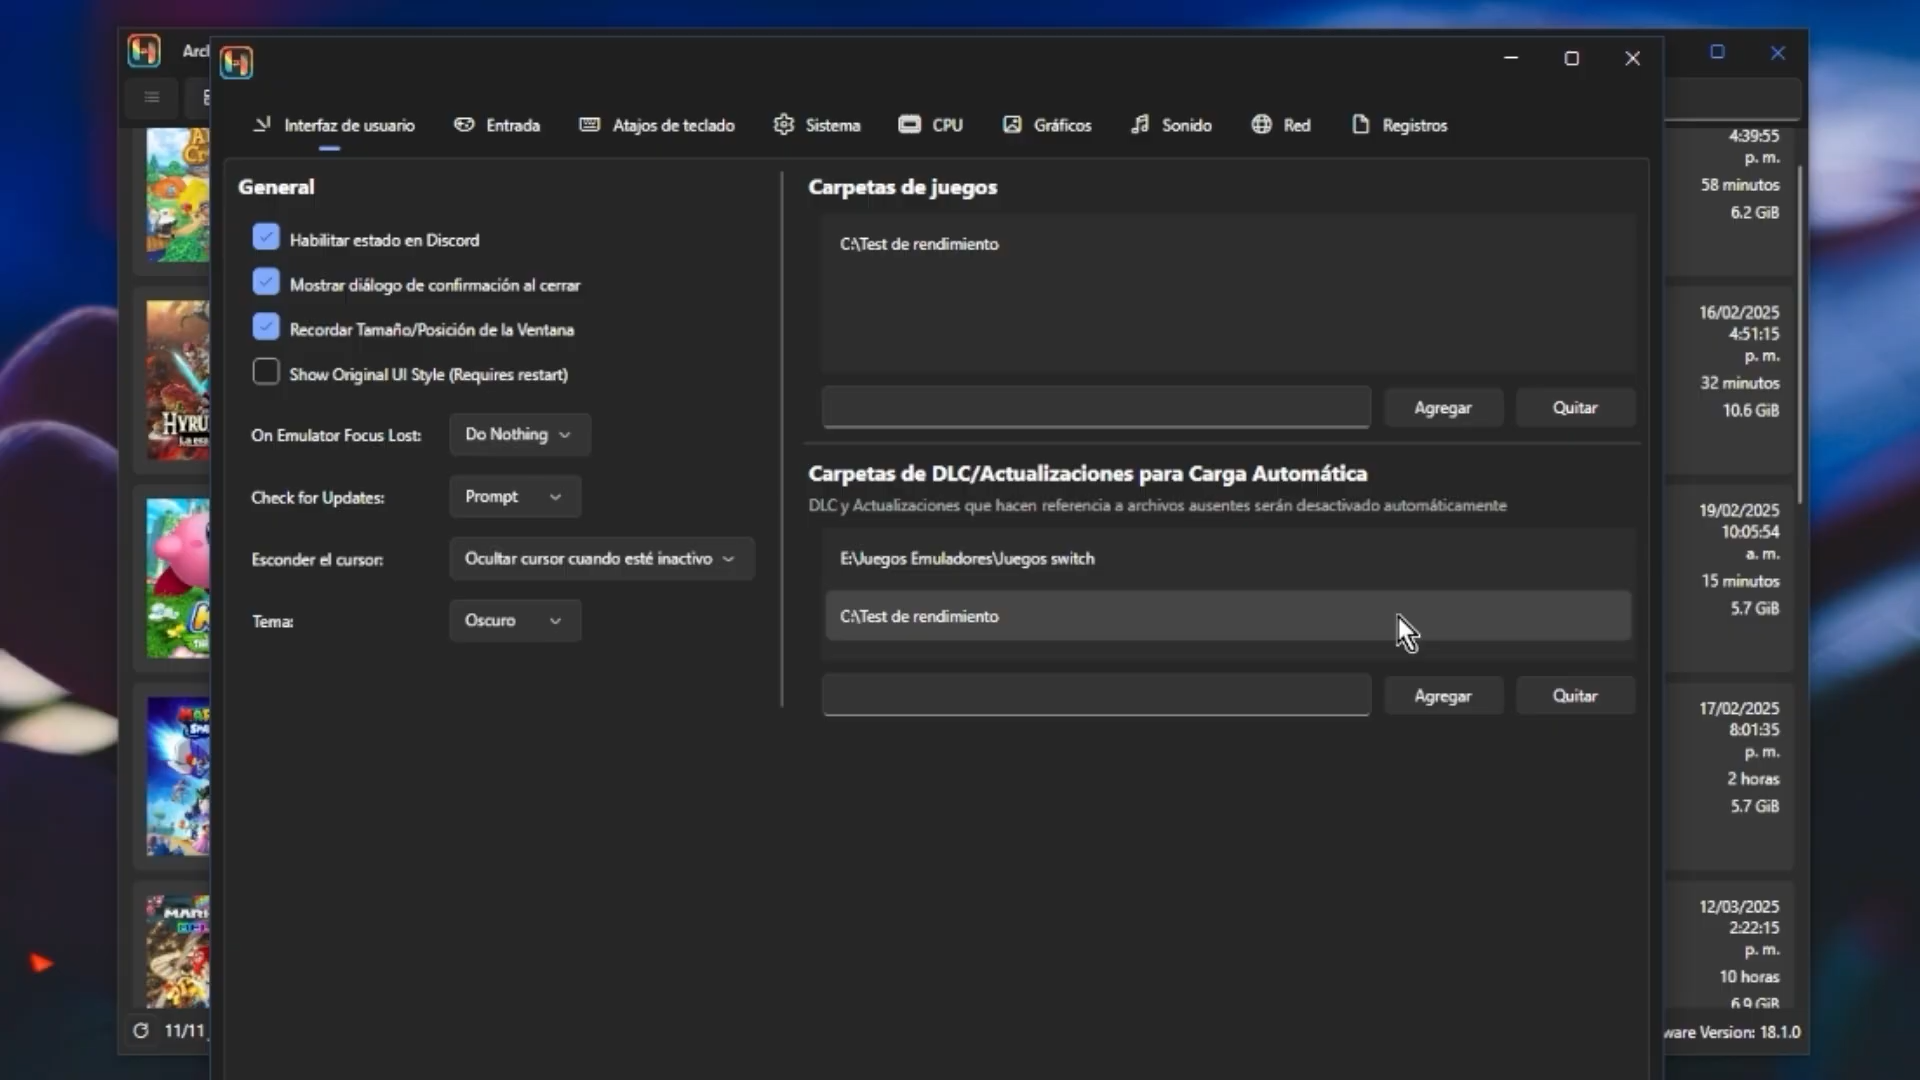 Interfaz de usuario
Entrada
Atajos de teclado
Sistema
CPU
Gráficos
Sonido
Red
Registros
General
Habilitar estado en Discord
Mostrar diálogo de confirmación al cerrar
Recordar Tamaño/Posición de la Ventana
Show Original UI Style (Requires restart)
On Emulator Focus Lost:
Do Nothing
Check for Updates:
Prompt
Esconder el cursor:
Ocultar cursor cuando esté inactivo
Tema:
Oscuro
Carpetas de juegos
C:\Test de rendimiento
Agregar
Quitar
Carpetas de DLC/Actualizaciones para Carga Automática
DLC y Actualizaciones que hacen referencia a archivos ausentes serán desactivado automáticamente
E:\Juegos Emuladores\Juegos switch
C:\Test de rendimiento
Agregar
Quitar
4:39:55
p. m.
58 minutos
6.2 GiB
16/02/2025
4:51:15
p. m.
32 minutos
10.6 GiB
19/02/2025
10:05:54
a. m.
15 minutos
5.7 GiB
17/02/2025
8:01:35
p. m.
2 horas
5.7 GiB
12/03/2025
2:22:15
p. m.
10 horas
6.9 GiB
11/11
Version: 18.1.0